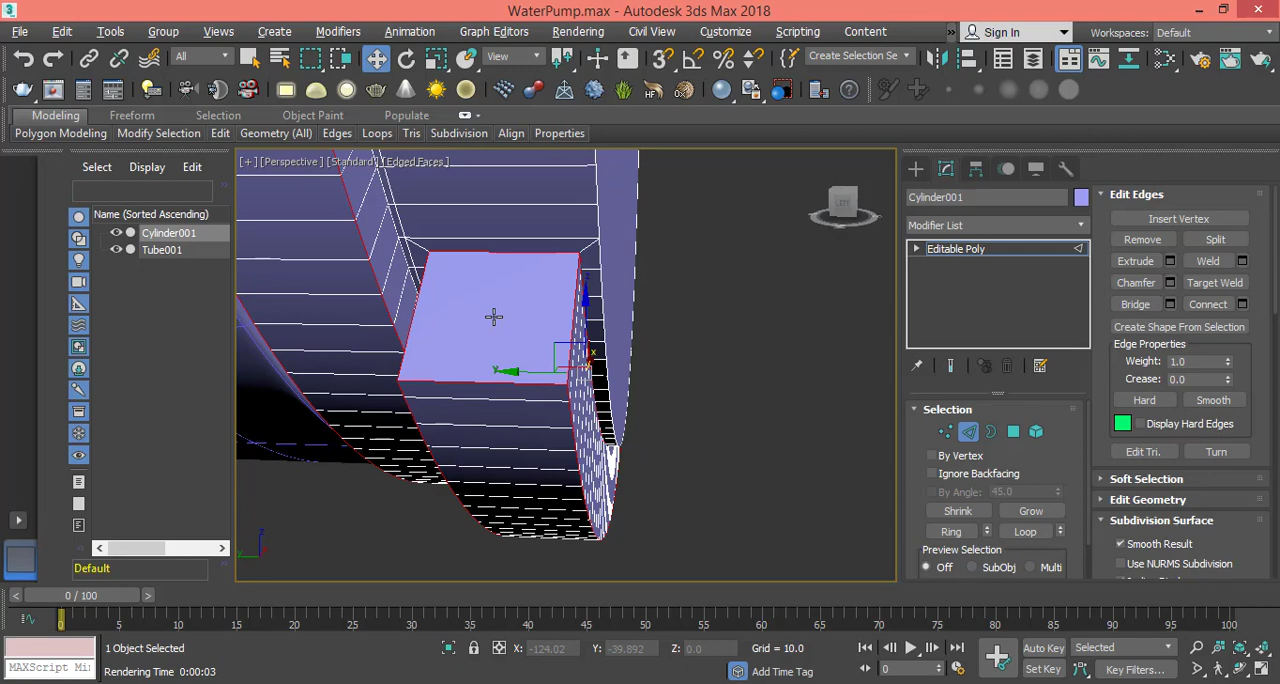 WaterPump.max - Autodesk 3ds Max 2018
File Edit Tools Group Views Create Modifiers Animation Graph Editors Rendering Civil View Customize Scripting Content » Sign In Workspaces: Default
All View 3 Create Selection Se
Modeling Freeform Selection Object Paint Populate
Polygon Modeling Modify Selection Edit Geometry (All) Edges Loops Tris Subdivision Align Properties
Select Display Edit
Name (Sorted Ascending)
Cylinder001
Tube001
Default
[+] [Perspective] [Standard] [Edged Faces]
LEFT
z
x
y
z
y
Cylinder001
Modifier List
Editable Poly
Selection
By Vertex
Ignore Backfacing
By Angle: 45.0
Shrink Grow
Ring Loop
Preview Selection
Off SubObj Multi
Edit Edges
Insert Vertex
Remove Split
Extrude Weld
Chamfer Target Weld
Bridge Connect
Create Shape From Selection
Edge Properties
Weight: 1.0
Crease: 0.0
Hard Smooth
Display Hard Edges
Edit Tri. Turn
Soft Selection
Edit Geometry
Subdivision Surface
Smooth Result
Use NURMS Subdivision
< 0 / 100 >
0 5 10 15 20 25 30 35 40 45 50 55 60 65 70 75 80 85 90 95 100
1 Object Selected X: -124.02 Y: -39.892 Z: 0.0 Grid = 10.0 Auto Key Selected
MAXScript Mi
Rendering Time 0:00:03 Add Time Tag 0 Set Key Key Filters...